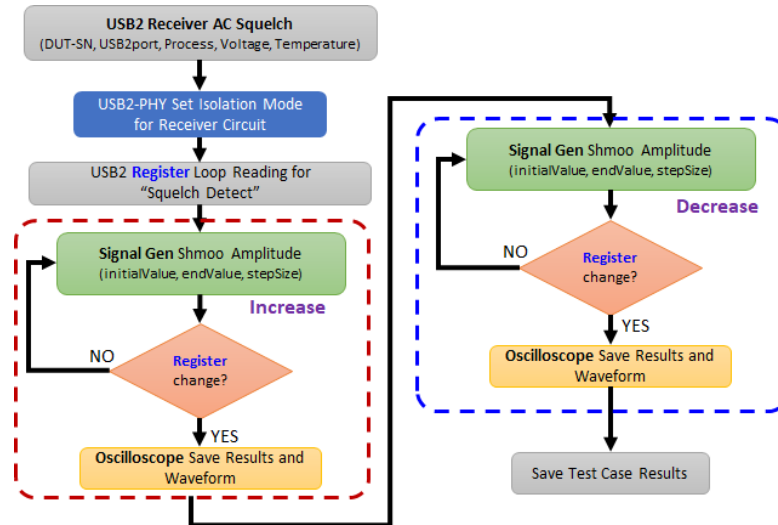 USB2 Receiver AC Squelch
(DUT-SN, USB2port, Process, Voltage, Temperature)
USB2-PHY Set Isolation Mode
for Receiver Circuit
USB2 Register Loop Reading for
“Squelch Detect”
Signal Gen Shmoo Amplitude
(initialValue, endValue, stepSize)
Increase
NO
Register
change?
YES
Oscilloscope Save Results and
Waveform
Signal Gen Shmoo Amplitude
(initialValue, endValue, stepSize)
Decrease
NO
Register
change?
YES
Oscilloscope Save Results and
Waveform
Save Test Case Results